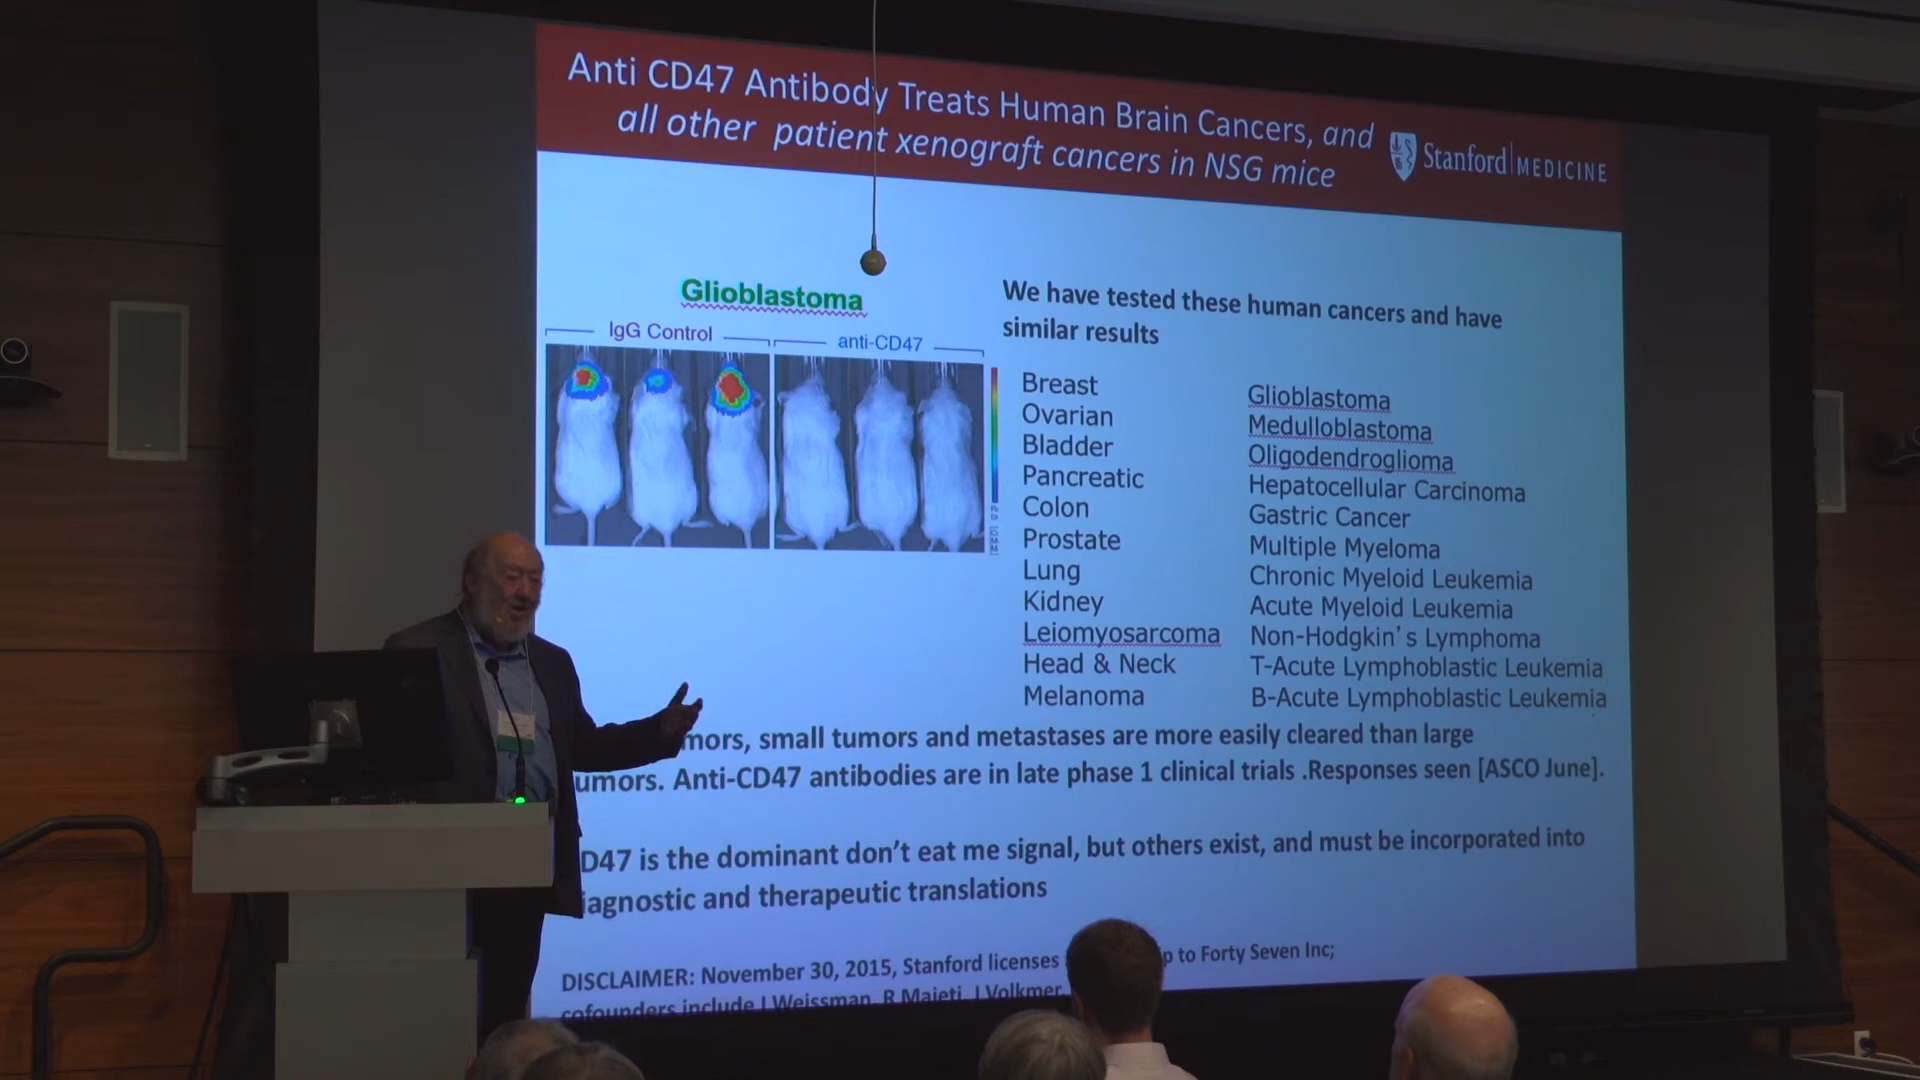 Anti CD47 Antibody Treats Human Brain Cancers, and
all other patient xenograft cancers in NSG mice
Stanford MEDICINE
Glioblastoma
IgG Control
anti-CD47
We have tested these human cancers and have
similar results
Breast
Ovarian
Bladder
Pancreatic
Colon
Prostate
Lung
Kidney
Leiomyosarcoma
Head & Neck
Melanoma
Glioblastoma
Medulloblastoma
Oligodendroglioma
Hepatocellular Carcinoma
Gastric Cancer
Multiple Myeloma
Chronic Myeloid Leukemia
Acute Myeloid Leukemia
Non-Hodgkin's Lymphoma
T-Acute Lymphoblastic Leukemia
B-Acute Lymphoblastic Leukemia
mors, small tumors and metastases are more easily cleared than large
umors. Anti-CD47 antibodies are in late phase 1 clinical trials .Responses seen [ASCO June].
D47 is the dominant don't eat me signal, but others exist, and must be incorporated into
iagnostic and therapeutic translations
DISCLAIMER: November 30, 2015, Stanford licenses p to Forty Seven Inc;
cofounders include I Weissman, R Majeti, J Volkmer